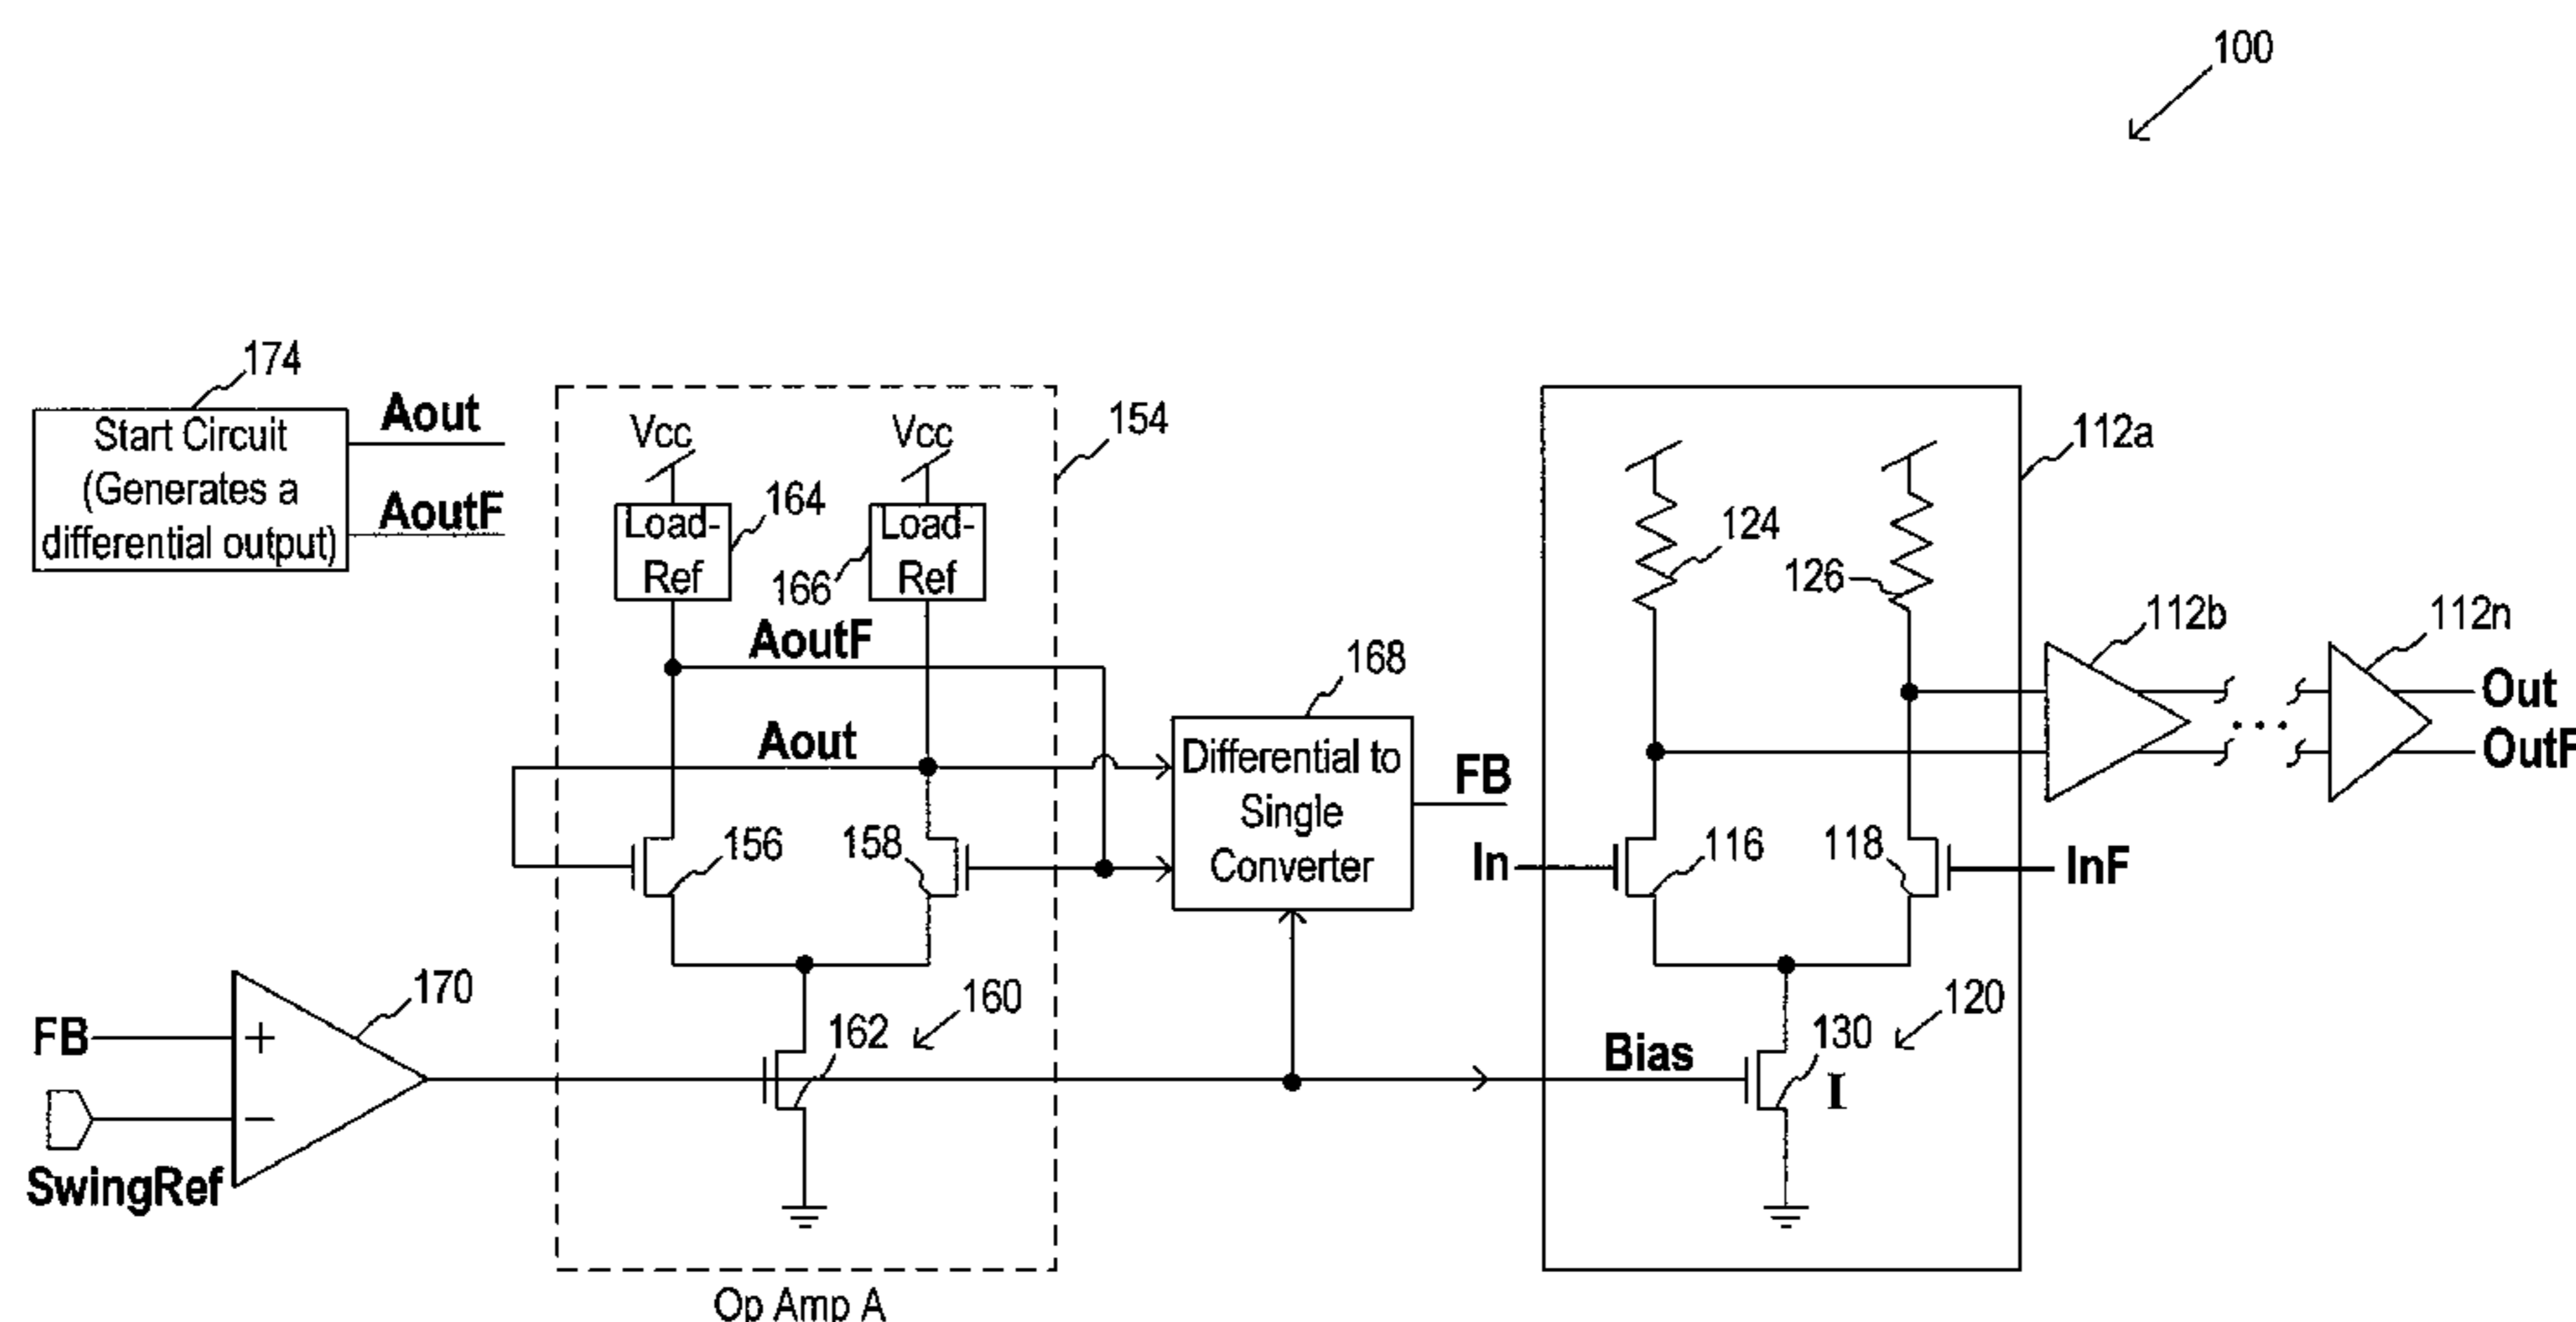 100
174
Aout
Start Circuit
(Generates a
differential output)
AoutF
154
Vcc
Vcc
164
Load-
Ref
166
Load-
Ref
AoutF
Aout
156
158
168
Differential to
Single
Converter
FB
170
FB
+
−
SwingRef
160
162
Op Amp A
112a
124
126
112b
112n
Out
OutF
In
116
118
InF
120
130
Bias
I